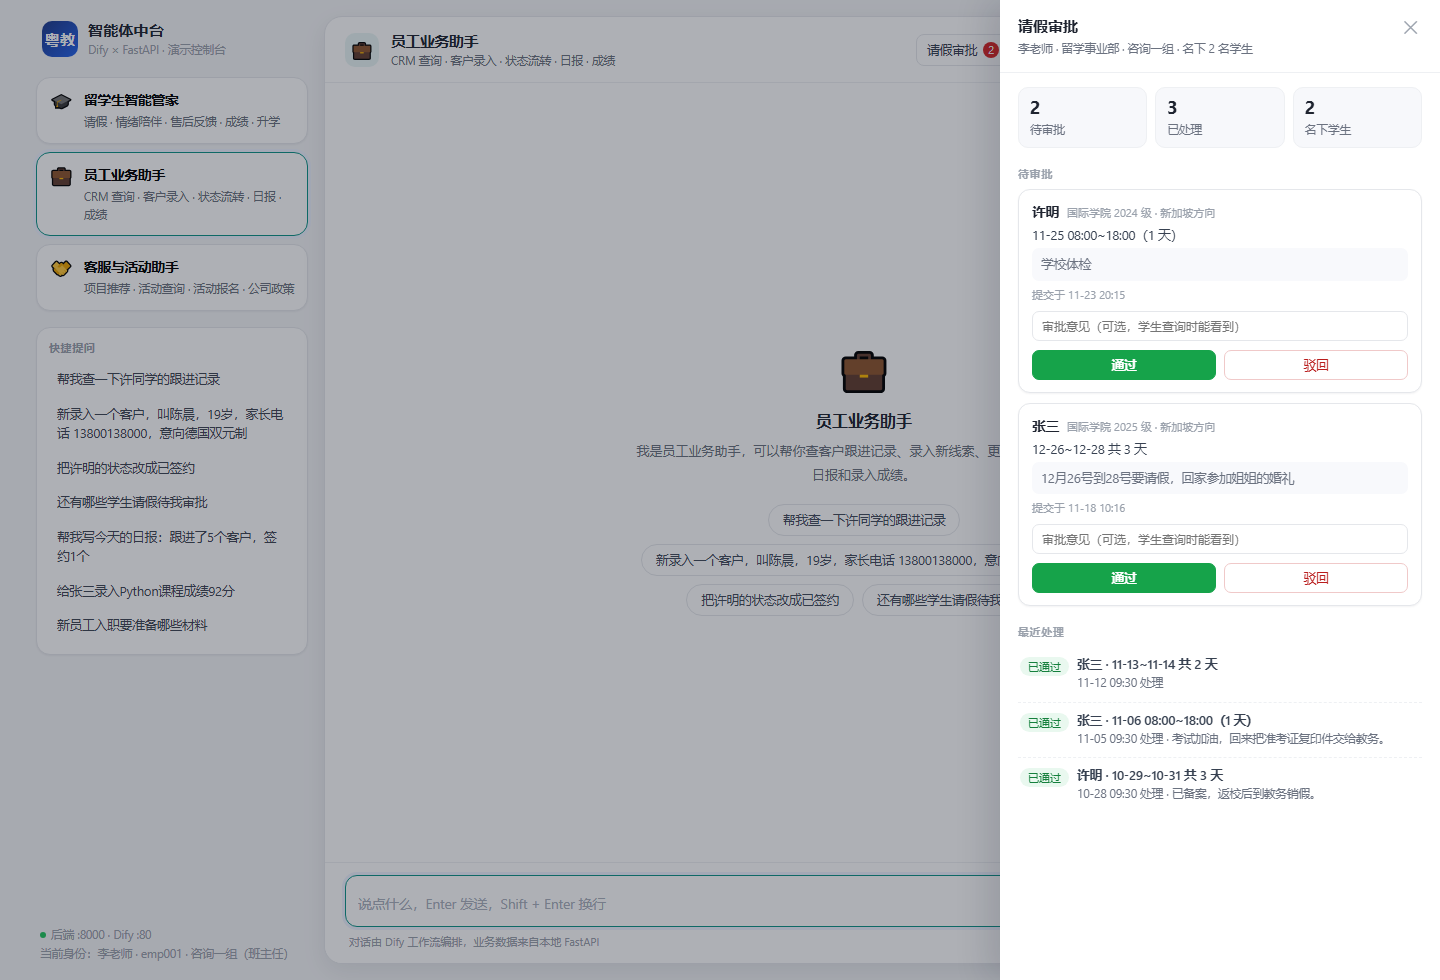 粤教
智能体中台
Dify × FastAPI · 演示控制台
留学生智能管家
请假 · 情绪陪伴 · 售后反馈 · 成绩 · 升学
员工业务助手
CRM 查询 · 客户录入 · 状态流转 · 日报 ·
成绩
客服与活动助手
项目推荐 · 活动查询 · 活动报名 · 公司政策
快捷提问
帮我查一下许同学的跟进记录
新录入一个客户，叫陈晨，19岁，家长电
话 13800138000，意向德国双元制
把许明的状态改成已签约
还有哪些学生请假待我审批
帮我写今天的日报：跟进了5个客户，签
约1个
给张三录入Python课程成绩92分
新员工入职要准备哪些材料
后端 :8000 · Dify :80
当前身份：李老师 · emp001 · 咨询一组（班主任）
员工业务助手
CRM 查询 · 客户录入 · 状态流转 · 日报 · 成绩
请假审批 2
员工业务助手
我是员工业务助手，可以帮你查客户跟进记录、录入新线索、更
日报和录入成绩。
帮我查一下许同学的跟进记录
新录入一个客户，叫陈晨，19岁，家长电话 13800138000，意
把许明的状态改成已签约
还有哪些学生请假待我
说点什么，Enter 发送，Shift + Enter 换行
对话由 Dify 工作流编排，业务数据来自本地 FastAPI
请假审批
李老师 · 留学事业部 · 咨询一组 · 名下 2 名学生
2
待审批
3
已处理
2
名下学生
待审批
许明 国际学院 2024 级 · 新加坡方向
11-25 08:00~18:00（1 天）
学校体检
提交于 11-23 20:15
审批意见（可选，学生查询时能看到）
通过
驳回
张三 国际学院 2025 级 · 新加坡方向
12-26~12-28 共 3 天
12月26号到28号要请假，回家参加姐姐的婚礼
提交于 11-18 10:16
审批意见（可选，学生查询时能看到）
通过
驳回
最近处理
已通过 张三 · 11-13~11-14 共 2 天
11-12 09:30 处理
已通过 张三 · 11-06 08:00~18:00（1 天）
11-05 09:30 处理 · 考试加油，回来把准考证复印件交给教务。
已通过 许明 · 10-29~10-31 共 3 天
10-28 09:30 处理 · 已备案，返校后到教务销假。